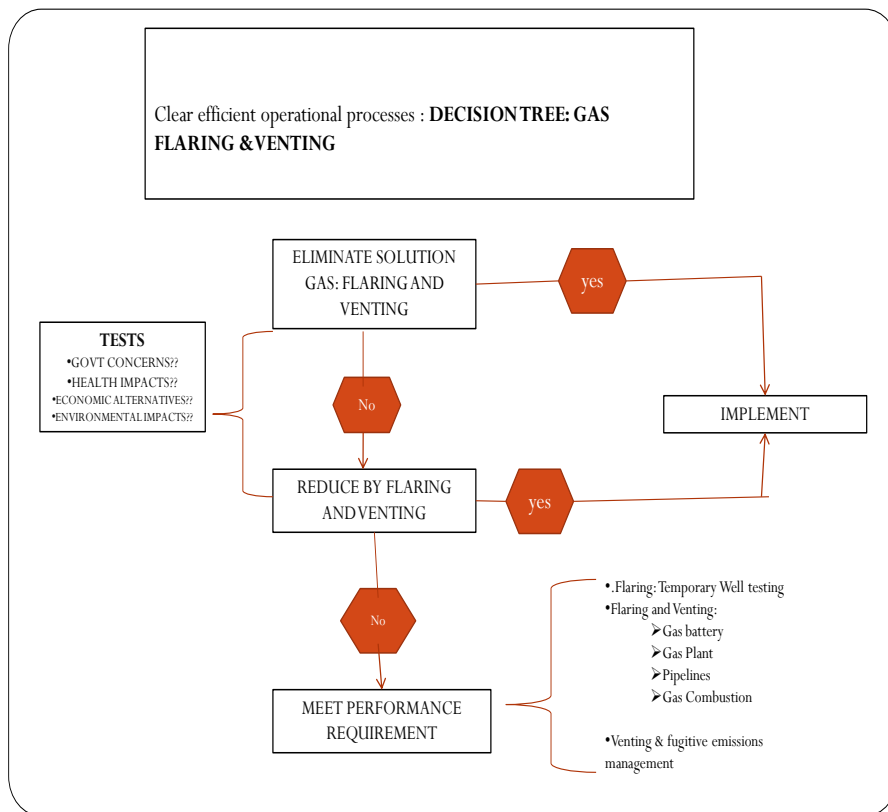 Clear efficient operational processes : DECISION TREE: GAS
FLARING & VENTING
ELIMINATE SOLUTION
GAS: FLARING AND
VENTING
yes
TESTS
•GOVT CONCERNS??
•HEALTH IMPACTS??
•ECONOMIC ALTERNATIVES??
•ENVIRONMENTAL IMPACTS??
No
IMPLEMENT
REDUCE BY FLARING
AND VENTING
yes
No
•.Flaring: Temporary Well testing
•Flaring and Venting:
➢Gas battery
➢Gas Plant
➢Pipelines
➢Gas Combustion
MEET PERFORMANCE
REQUIREMENT
•Venting & fugitive emissions
management